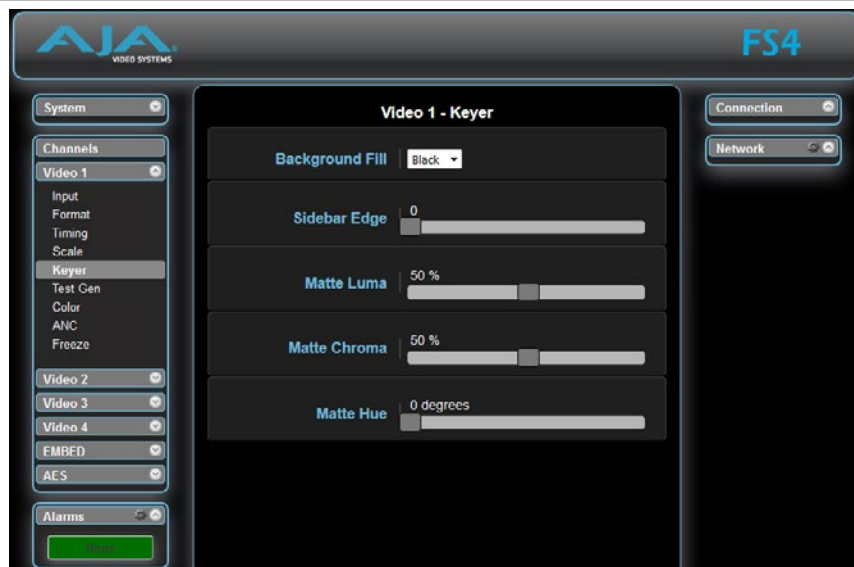 AJA
VIDEO SYSTEMS
FS4
System
Channels
Video 1
Input
Format
Timing
Scale
Keyer
Test Gen
Color
ANC
Freeze
Video 2
Video 3
Video 4
EMBED
AES
Alarms
None
Video 1 - Keyer
Background Fill
Black
Sidebar Edge
0
Matte Luma
50 %
Matte Chroma
50 %
Matte Hue
0 degrees
Connection
Network